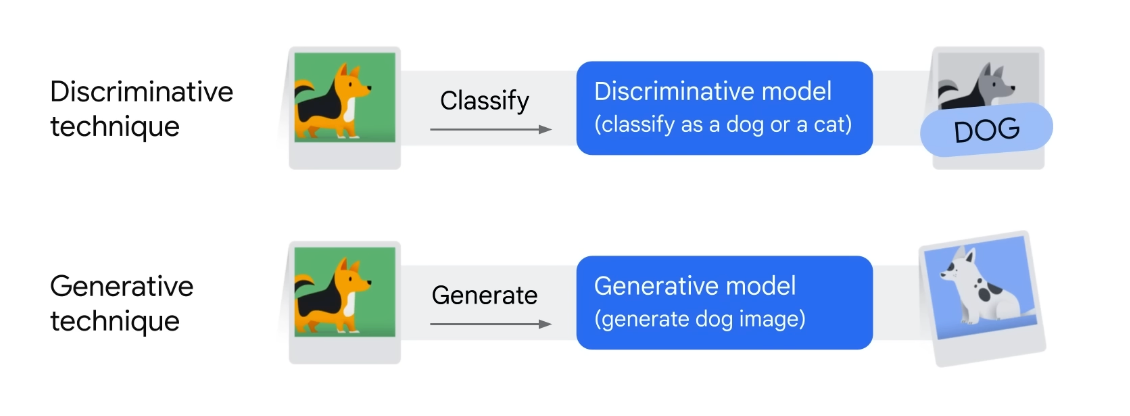 Discriminative
technique
Classify
Discriminative model
(classify as a dog or a cat)
DOG
Generative
technique
Generate
Generative model
(generate dog image)